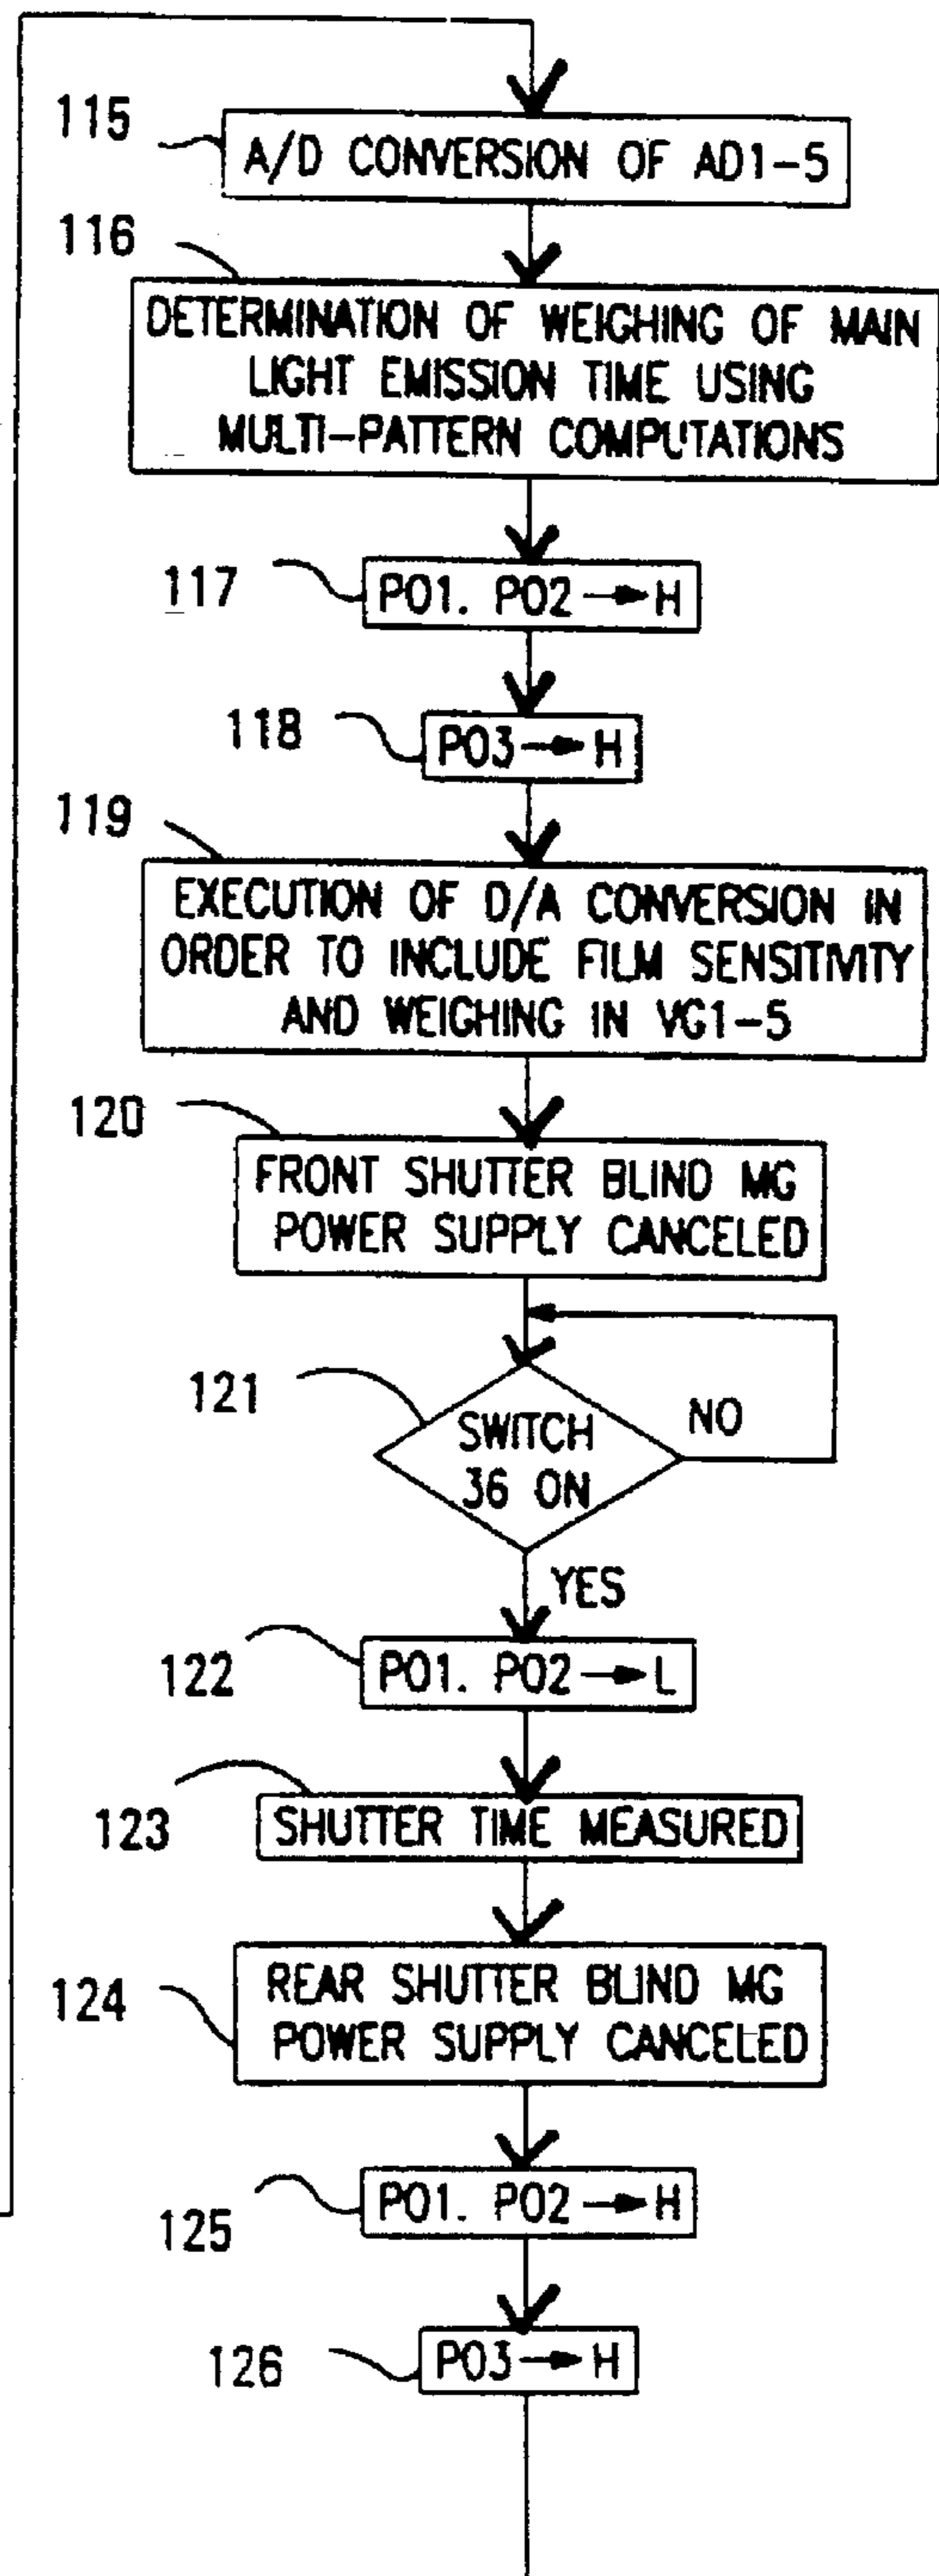 115
A/D CONVERSION OF AD1-5
116
DETERMINATION OF WEIGHING OF MAIN
LIGHT EMISSION TIME USING
MULTI-PATTERN COMPUTATIONS
117
PO1. PO2 → H
118
PO3 → H
119
EXECUTION OF D/A CONVERSION IN
ORDER TO INCLUDE FILM SENSITIVITY
AND WEIGHING IN VG1-5
120
FRONT SHUTTER BLIND MG
POWER SUPPLY CANCELED
121
SWITCH
36 ON
NO
YES
122
PO1. PO2 → L
123
SHUTTER TIME MEASURED
124
REAR SHUTTER BLIND MG
POWER SUPPLY CANCELED
125
PO1. PO2 → H
126
PO3 → H